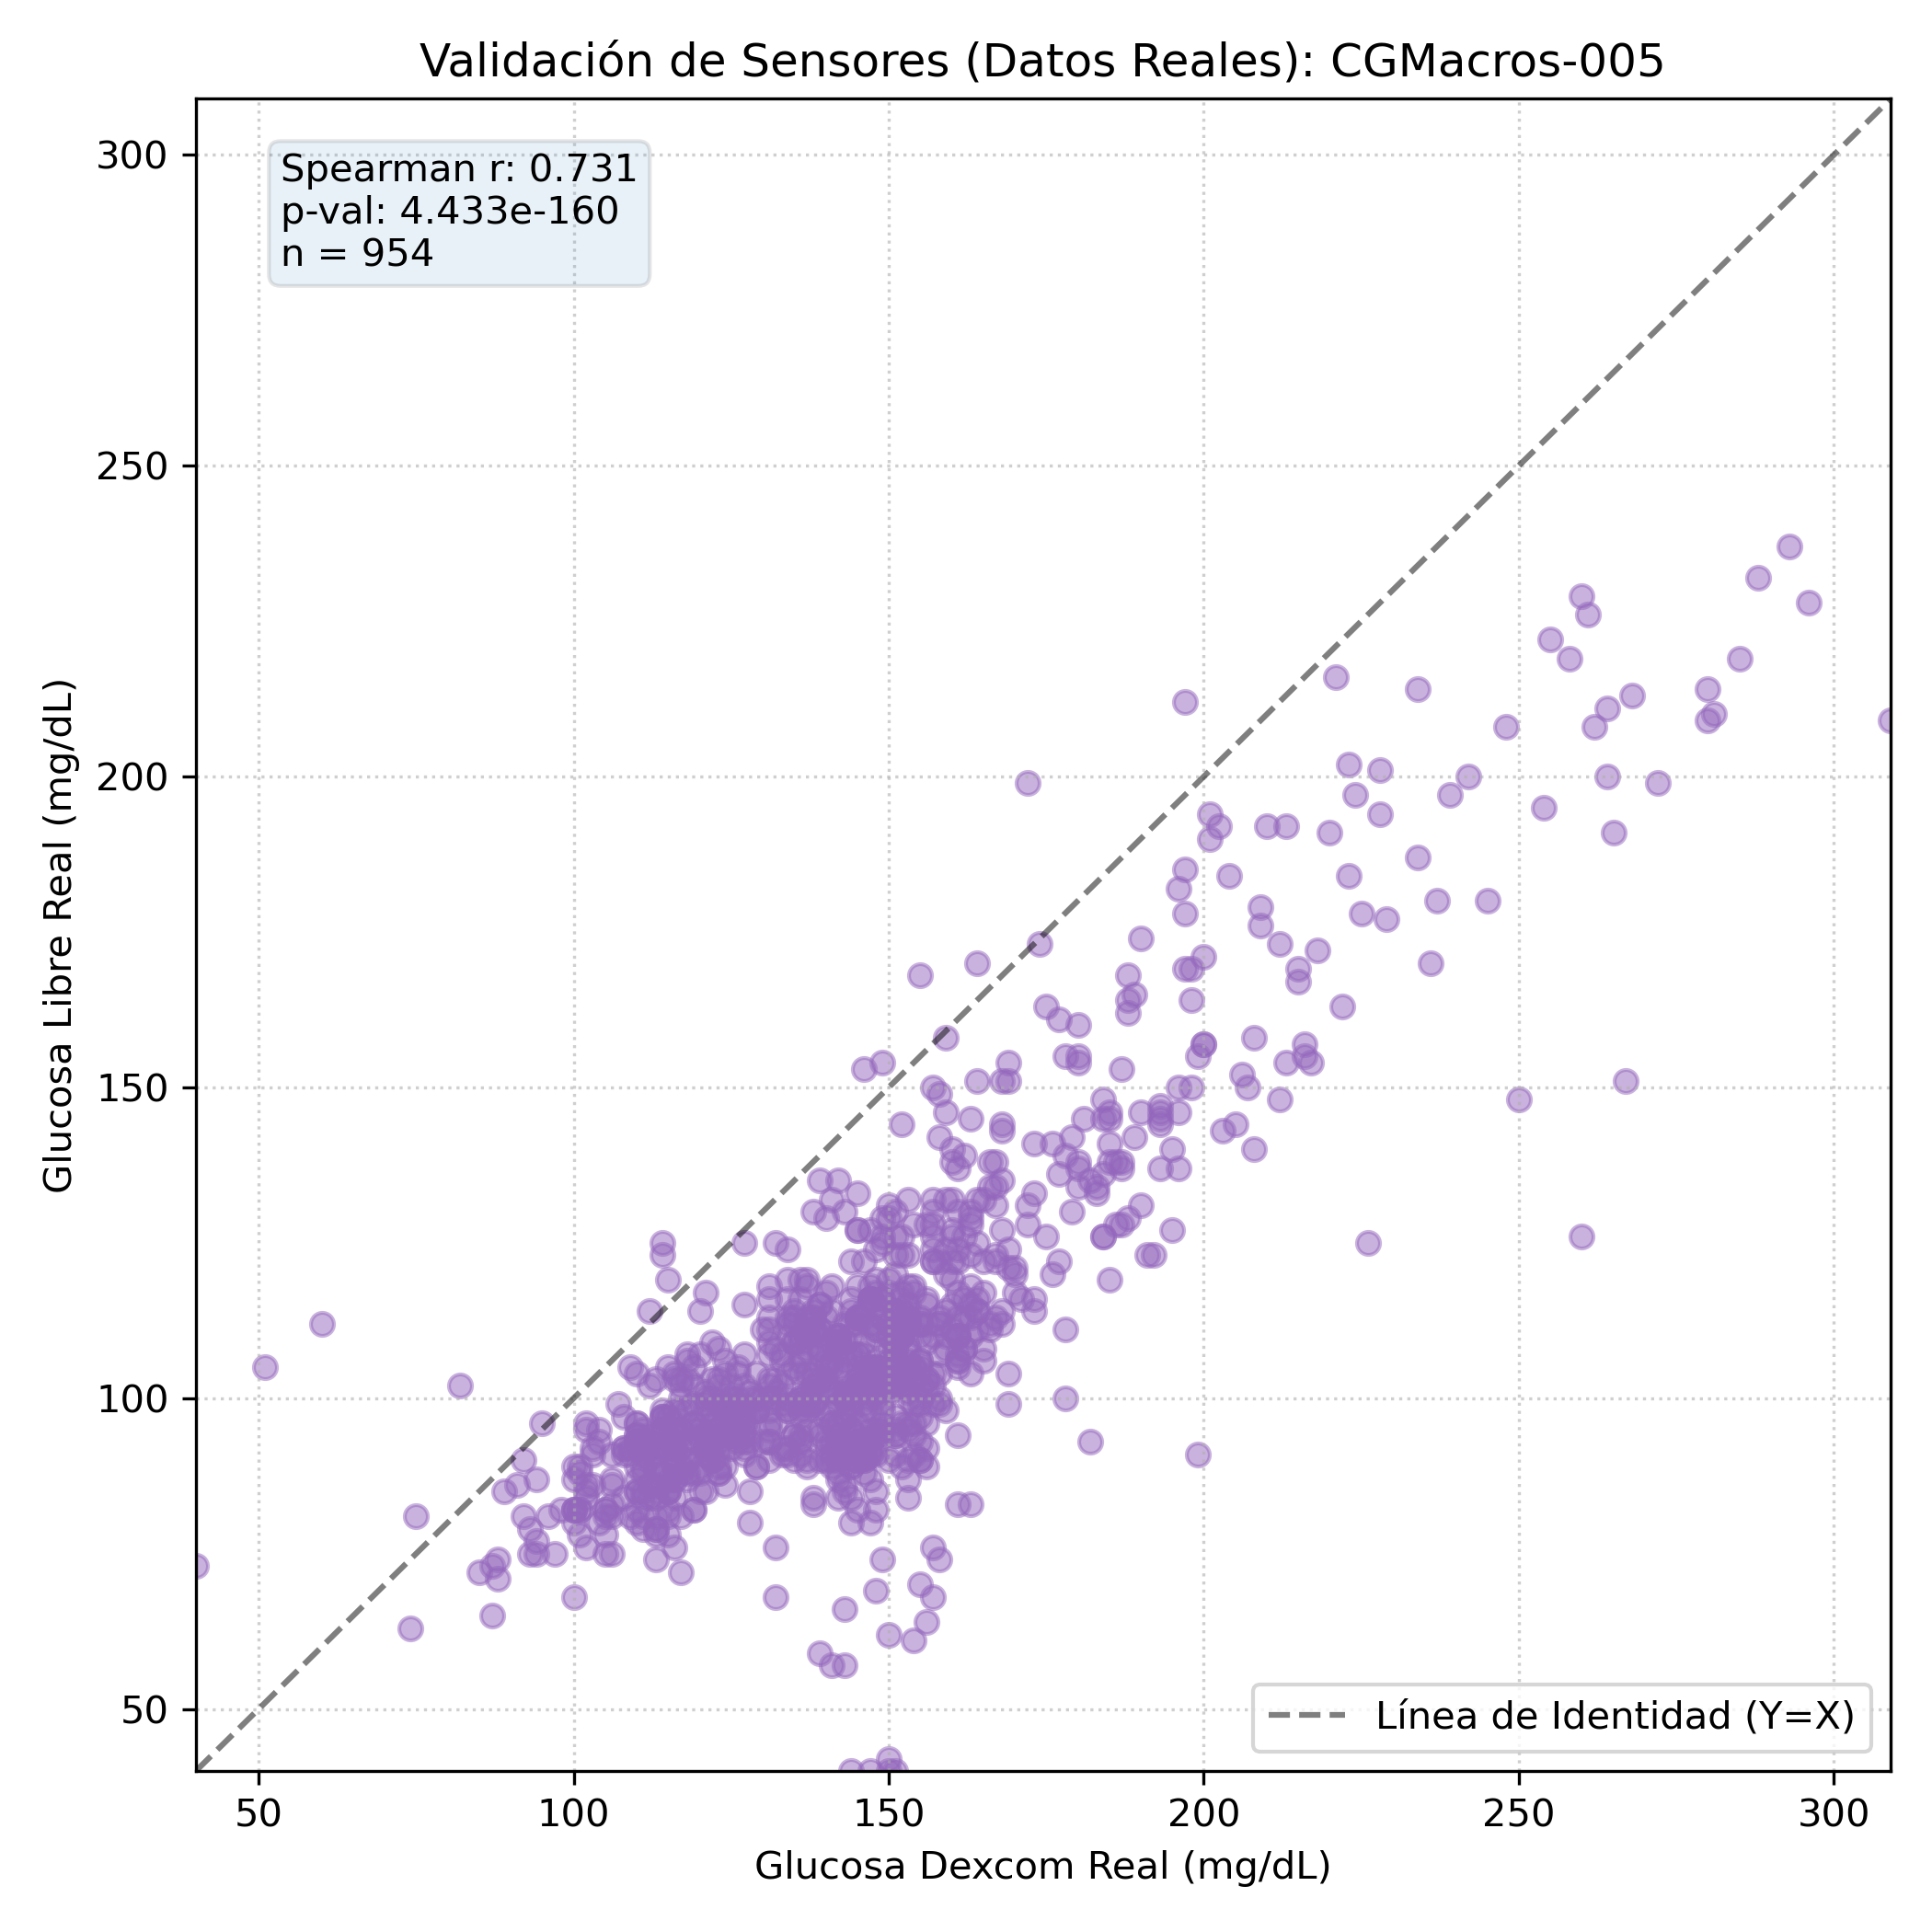 Validación de Sensores (Datos Reales): CGMacros-005
Spearman r: 0.731
p-val: 4.433e-160
n = 954
300
250
200
150
100
50
Glucosa Libre Real (mg/dL)
Línea de Identidad (Y=X)
50
100
150
200
250
300
Glucosa Dexcom Real (mg/dL)